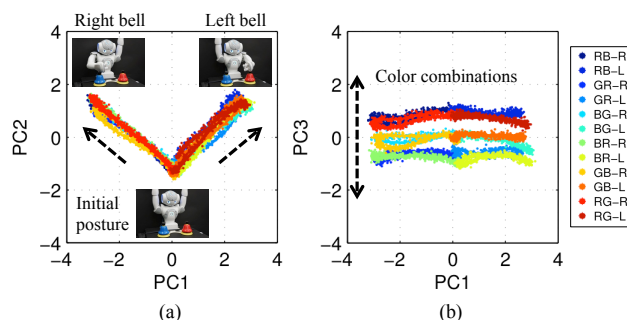 Right bell
Left bell
4
2
0
−2
−4
PC2
Initial
posture
−4
−2
0
2
4
PC1
(a)
4
2
0
−2
−4
PC3
Color combinations
−4
−2
0
2
4
PC1
(b)
RB−R
RB−L
GR−R
GR−L
BG−R
BG−L
BR−R
BR−L
GB−R
GB−L
RG−R
RG−L